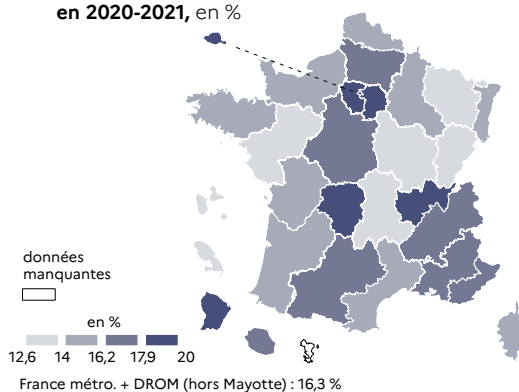 en 2020-2021, en %
données
manquantes
en %
12,6 14 16,2 17,9 20
France métro. + DROM (hors Mayotte) : 16,3 %